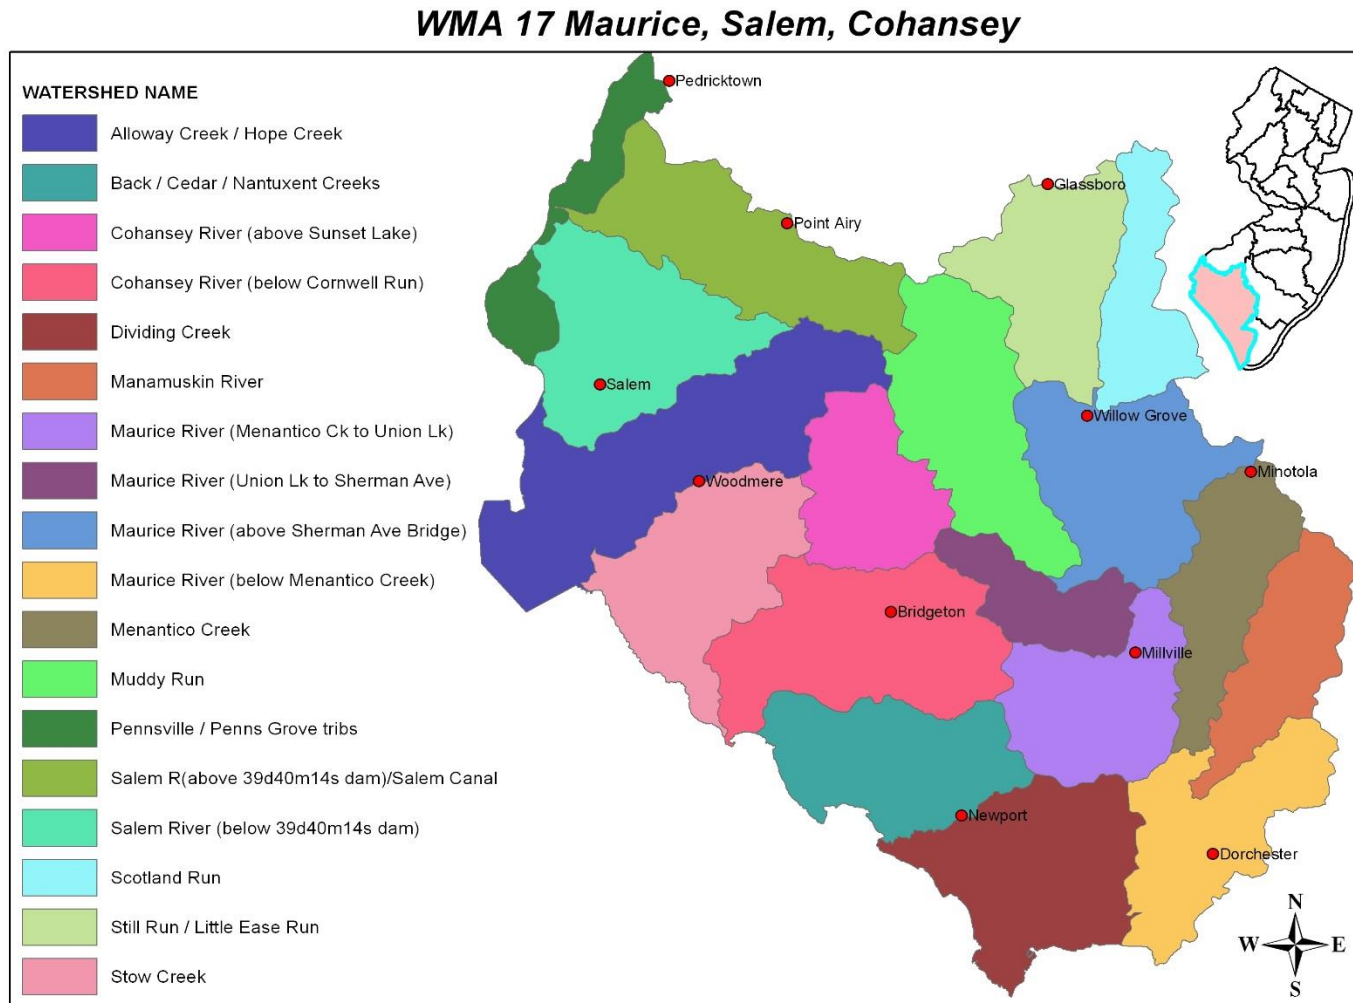 WMA 17 Maurice, Salem, Cohansey
WATERSHED NAME
Alloway Creek / Hope Creek
Back / Cedar / Nantuxent Creeks
Cohansey River (above Sunset Lake)
Cohansey River (below Cornwell Run)
Dividing Creek
Manamuskin River
Maurice River (Menantico Ck to Union Lk)
Maurice River (Union Lk to Sherman Ave)
Maurice River (above Sherman Ave Bridge)
Maurice River (below Menantico Creek)
Menantico Creek
Muddy Run
Pennsville / Penns Grove tribs
Salem R(above 39d40m14s dam)/Salem Canal
Salem River (below 39d40m14s dam)
Scotland Run
Still Run / Little Ease Run
Stow Creek
Pedricktown
Glassboro
Point Airy
Salem
Willow Grove
Minotola
Woodmere
Bridgeton
Millville
Newport
Dorchester
N
W E
S